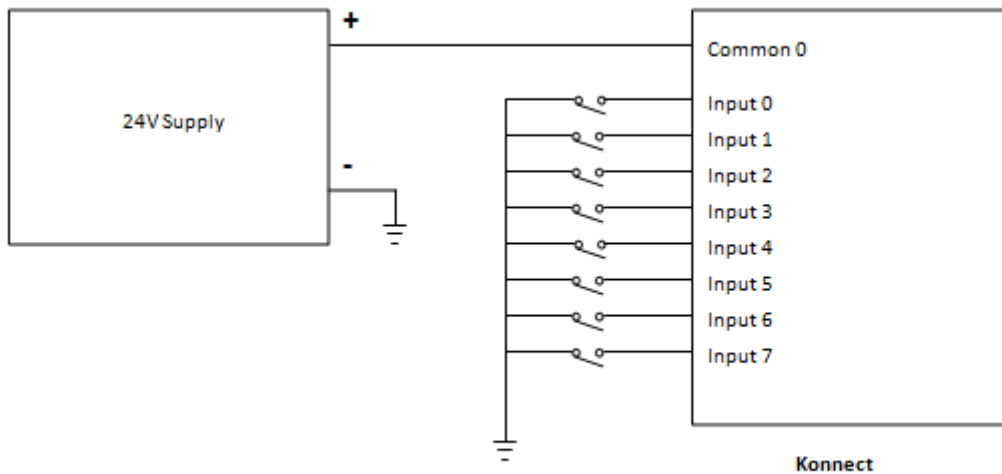 +
Common 0
24V Supply
-
Input 0
Input 1
Input 2
Input 3
Input 4
Input 5
Input 6
Input 7
Konnect